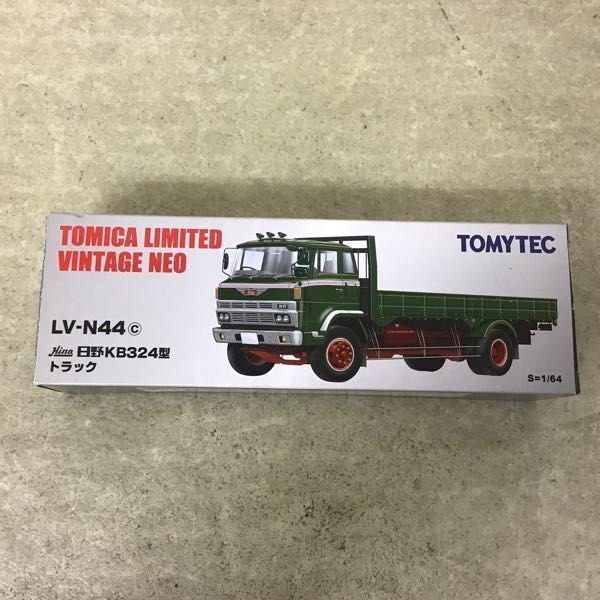 TOMICA LIMITED
VINTAGE NEO
TOMYTEC
LV-N44 ⓒ
Hino 日野KB324型
トラック
S=1/64